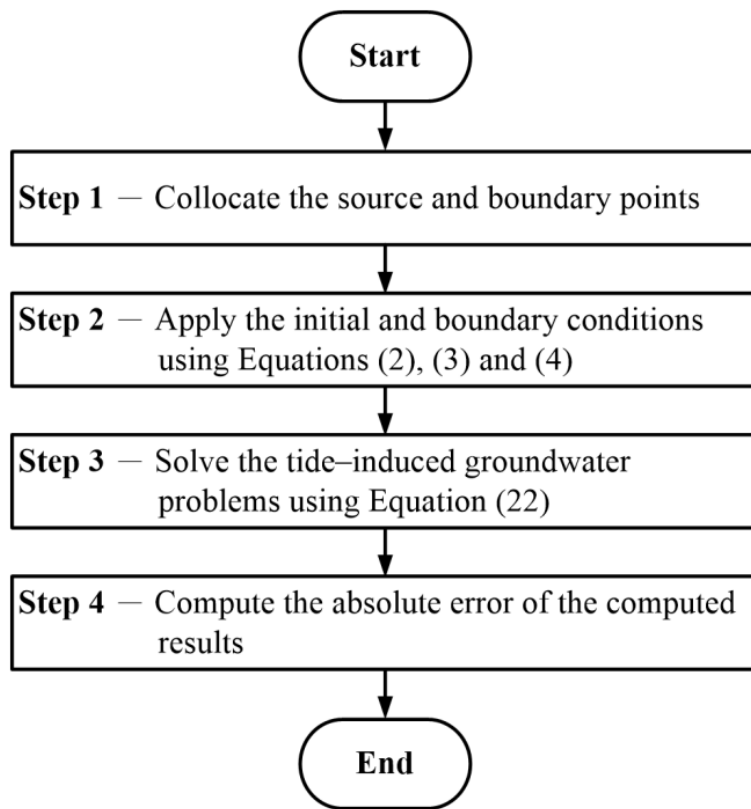 Start
Step 1 — Collocate the source and boundary points
Step 2 — Apply the initial and boundary conditions
using Equations (2), (3) and (4)
Step 3 — Solve the tide–induced groundwater
problems using Equation (22)
Step 4 — Compute the absolute error of the computed
results
End